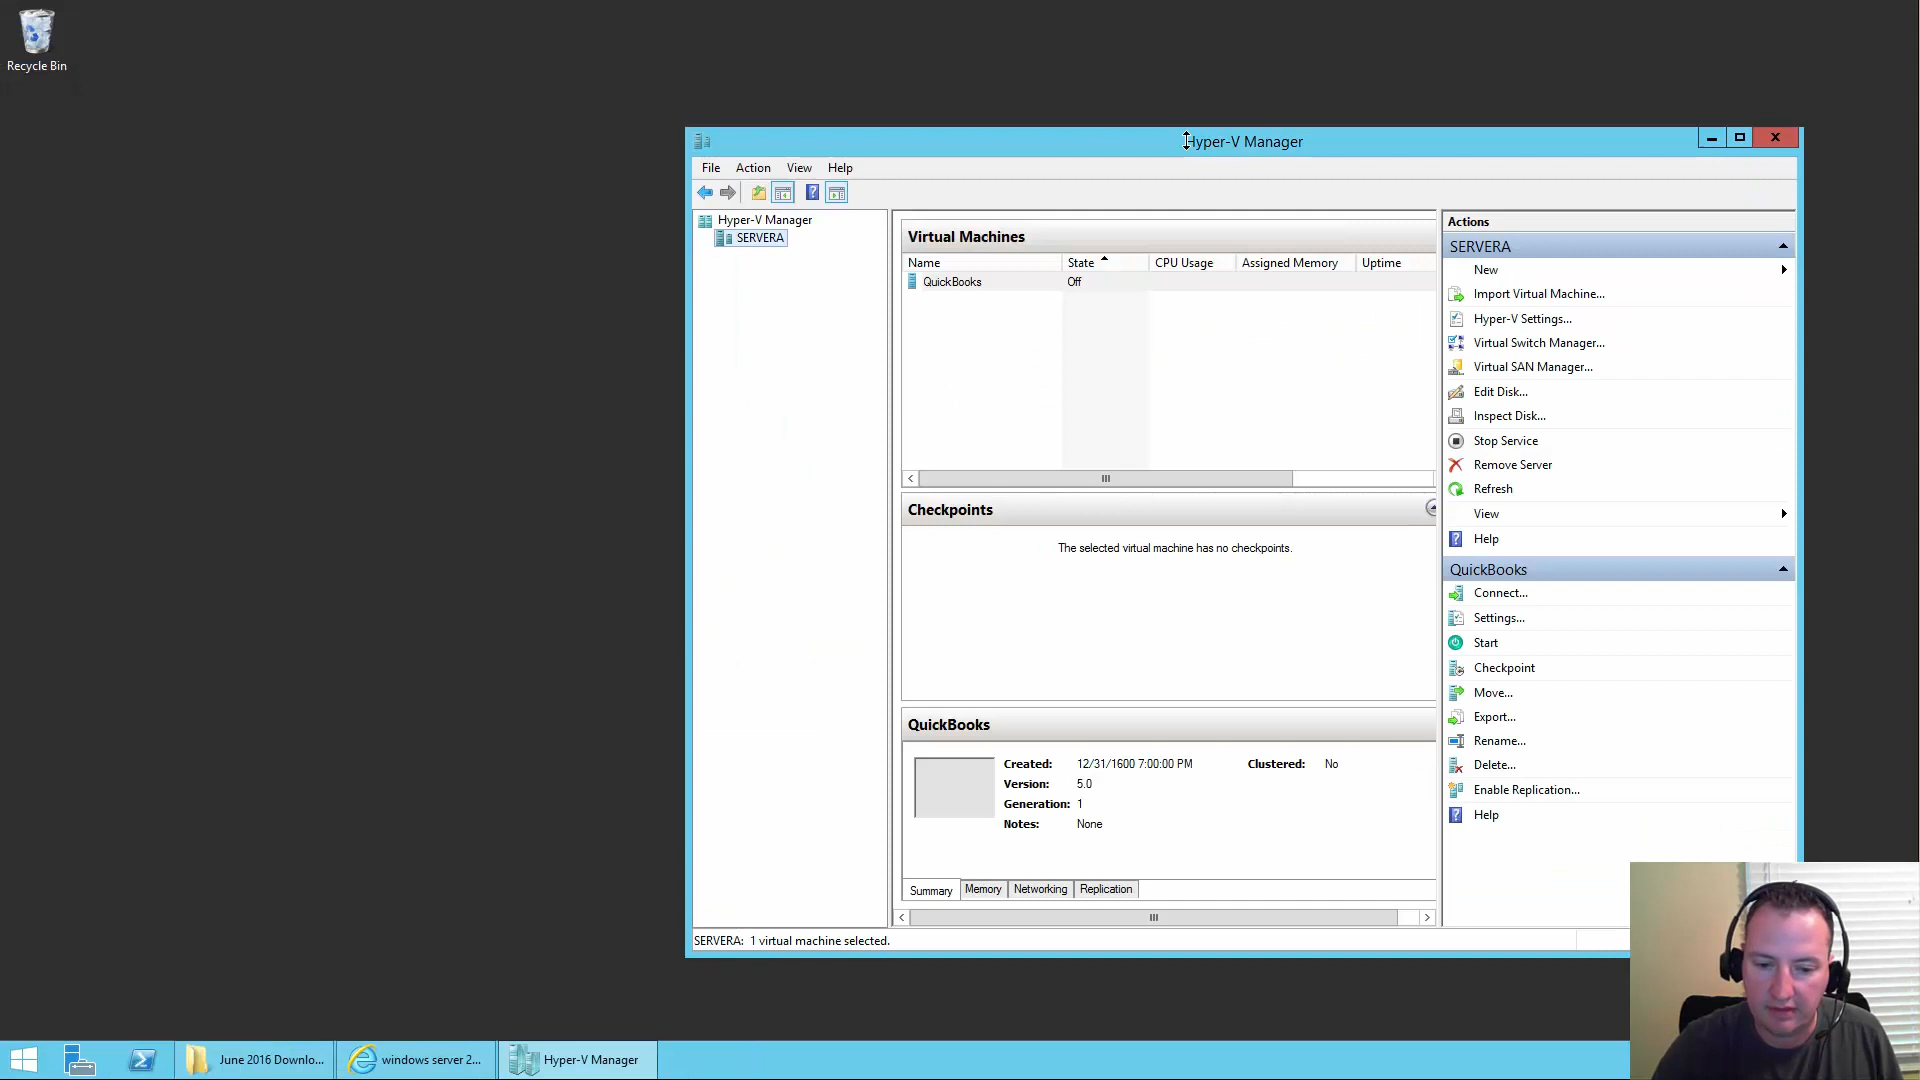 Recycle Bin
Hyper-V Manager
File Action View Help
Hyper-V Manager
SERVERA
Virtual Machines
Name State CPU Usage Assigned Memory Uptime
QuickBooks Off
Checkpoints
The selected virtual machine has no checkpoints.
QuickBooks
Created: 12/31/1600 7:00:00 PM Clustered: No
Version: 5.0
Generation: 1
Notes: None
Summary Memory Networking Replication
Actions
SERVERA
New
Import Virtual Machine...
Hyper-V Settings...
Virtual Switch Manager...
Virtual SAN Manager...
Edit Disk...
Inspect Disk...
Stop Service
Remove Server
Refresh
View
Help
QuickBooks
Connect...
Settings...
Start
Checkpoint
Move...
Export...
Rename...
Delete...
Enable Replication...
Help
SERVERA: 1 virtual machine selected.
June 2016 Downlo... windows server 2... Hyper-V Manager